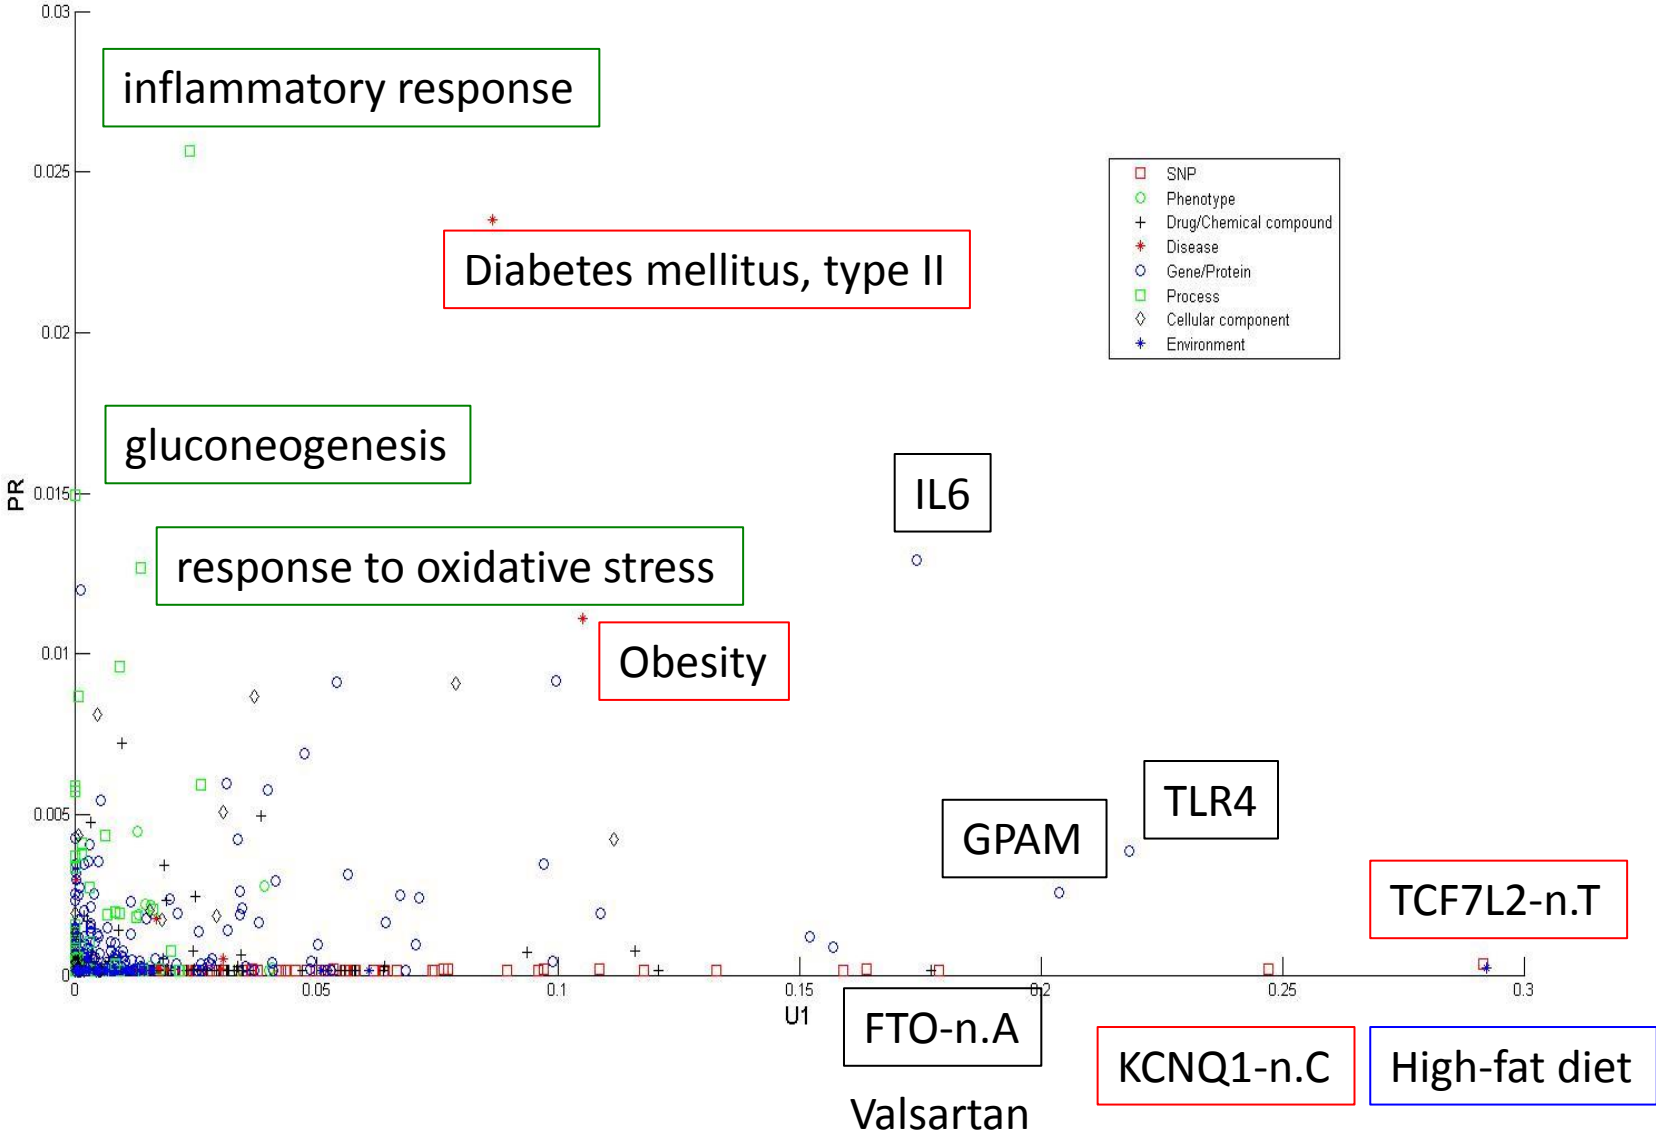 0.03
inflammatory response
0.025
SNP
Phenotype
Drug/Chemical compound
Disease
Gene/Protein
Process
Cellular component
Environment
Diabetes mellitus, type II
0.02
gluconeogenesis
PR
0.015
IL6
response to oxidative stress
0.01
Obesity
0.005
TLR4
GPAM
TCF7L2-n.T
0
0
0.05
0.1
0.15
0.2
0.25
0.3
U1
FTO-n.A
KCNQ1-n.C
High-fat diet
Valsartan